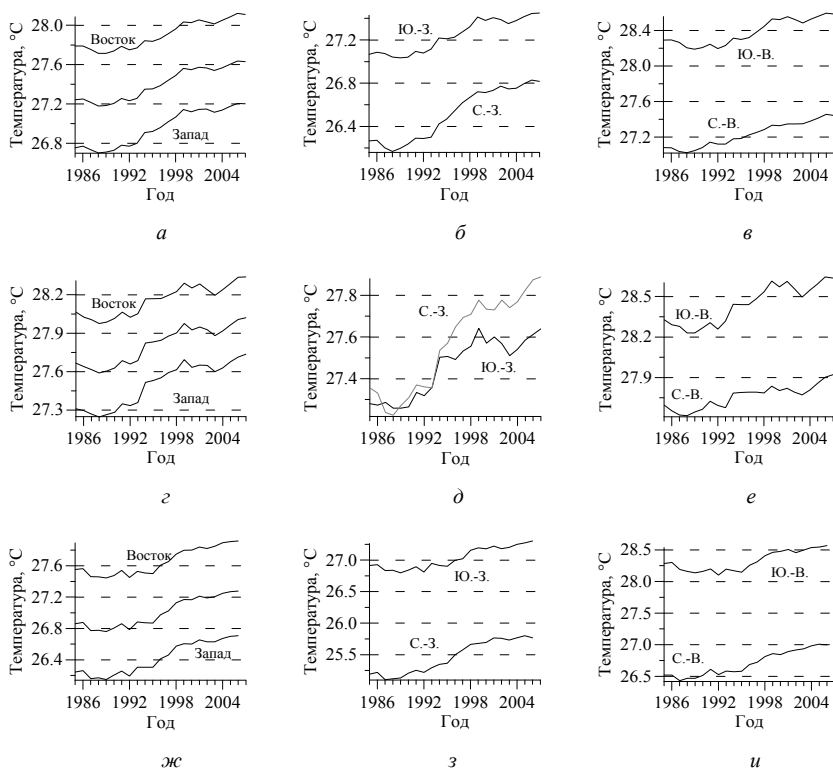 Температура, °C
28.0
27.6
27.2
26.8
Восток
Запад
1986 1992 1998 2004
Год
а
Температура, °C
27.2
26.8
26.4
Ю.-З.
С.-З.
1986 1992 1998 2004
Год
б
Температура, °C
28.4
28.0
27.6
27.2
Ю.-В.
С.-В.
1986 1992 1998 2004
Год
в
Температура, °C
28.2
27.9
27.6
27.3
Восток
Запад
1986 1992 1998 2004
Год
г
Температура, °C
27.8
27.6
27.4
С.-З.
Ю.-З.
1986 1992 1998 2004
Год
д
Температура, °C
28.5
28.2
27.9
Ю.-В.
С.-В.
1986 1992 1998 2004
Год
е
Температура, °C
27.6
27.2
26.8
26.4
Восток
Запад
1986 1992 1998 2004
Год
ж
Температура, °C
27.0
26.5
26.0
25.5
Ю.-З.
С.-З.
1986 1992 1998 2004
Год
з
Температура, °C
28.5
28.0
27.5
27.0
26.5
Ю.-В.
С.-В.
1986 1992 1998 2004
Год
и